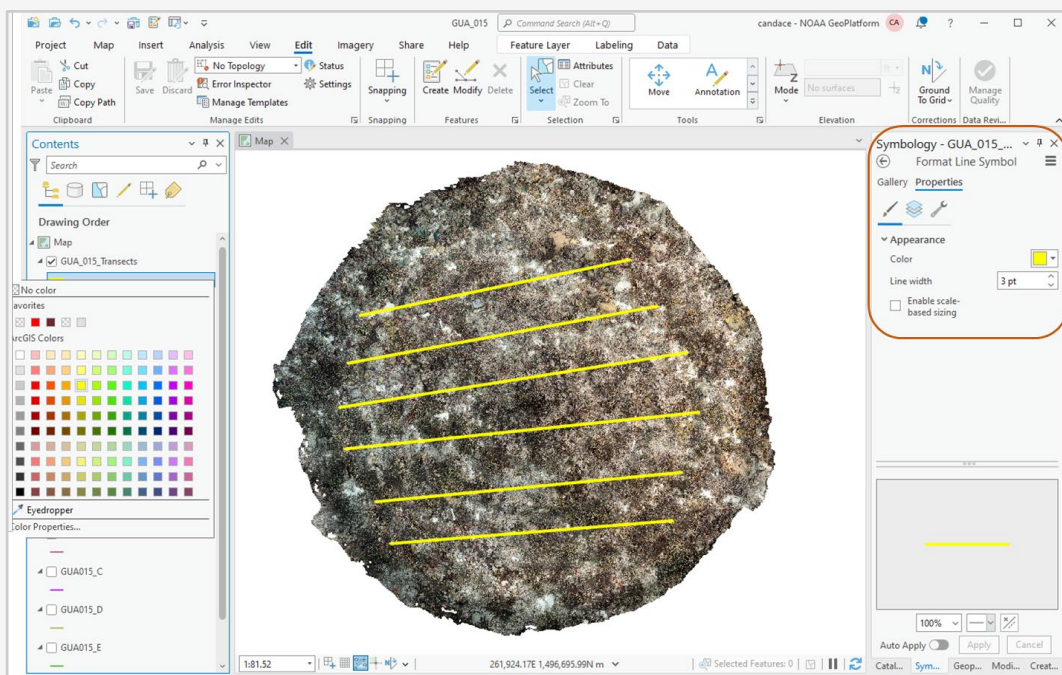 GUA_015
Command Search (Alt+Q)
candace - NOAA GeoPlatform
CA
?
Project Map Insert Analysis View Edit Imagery Share Help Feature Layer Labeling Data
Paste
Cut
Copy
Copy Path
Clipboard
Save
Discard
No Topology
Error Inspector
Manage Templates
Status
Settings
Manage Edits
Snapping
Snapping
Create
Modify
Delete
Features
Select
Attributes
Clear
Zoom To
Selection
Move
Annotation
Tools
Mode
No surfaces
ft
Elevation
Ground To Grid
Corrections
Manage Quality
Data Revi...
Contents
Search
Drawing Order
Map
GUA_015_Transects
No color
avorites
rcGIS Colors
Eyedropper
olor Properties...
GUA015_C
GUA015_D
GUA015_E
Map
1:81.52
261,924.17E 1,496,695.99N m
Selected Features: 0
Symbology - GUA_015_...
Format Line Symbol
Gallery Properties
Appearance
Color
Line width 3 pt
Enable scale-
based sizing
100%
Auto Apply Apply Cancel
Catal... Sym... Geop... Modi... Creat...